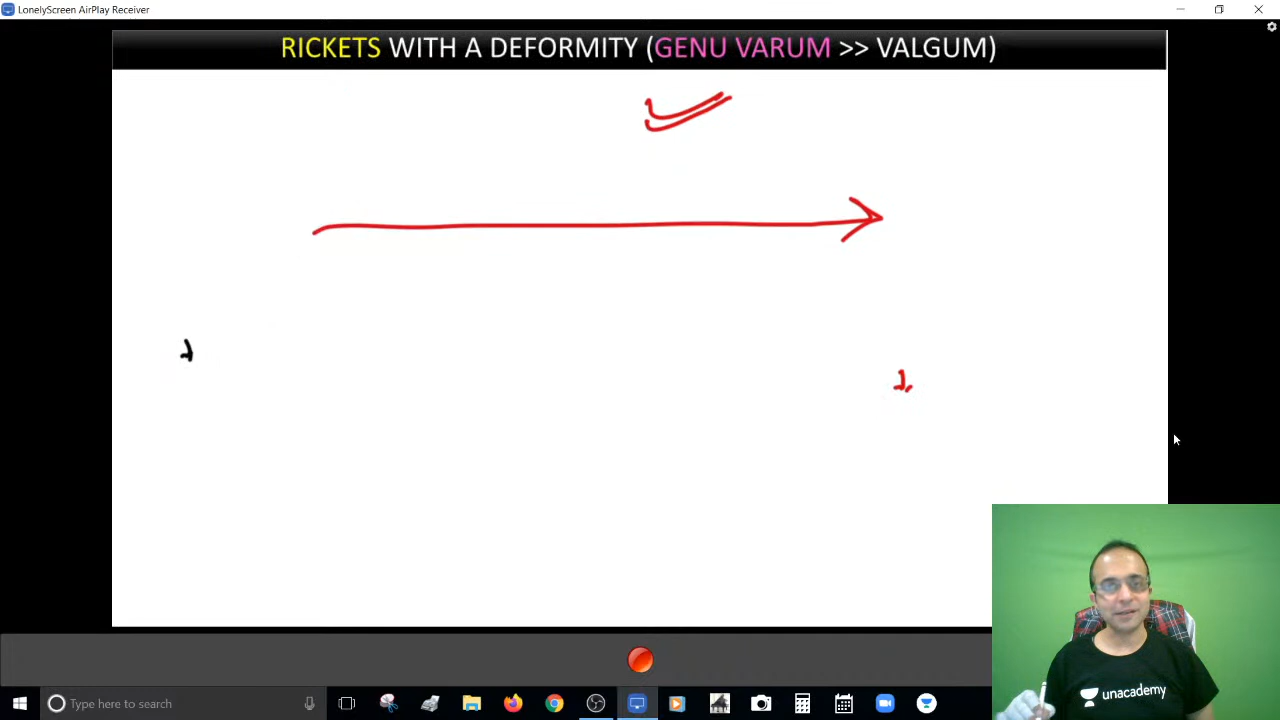 LonelyScreen AirPlay Receiver
RICKETS WITH A DEFORMITY (GENU VARUM >> VALGUM)
unacademy
Type here to search